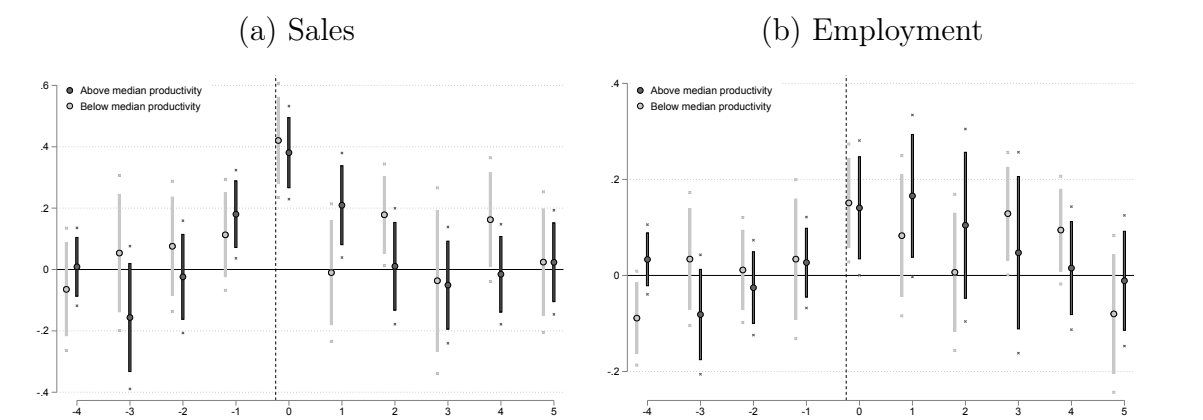 (a) Sales
Above median productivity
Below median productivity
.6
.4
.2
0
-.2
-.4
-4 -3 -2 -1 0 1 2 3 4 5
(b) Employment
Above median productivity
Below median productivity
.4
.2
0
-.2
-4 -3 -2 -1 0 1 2 3 4 5